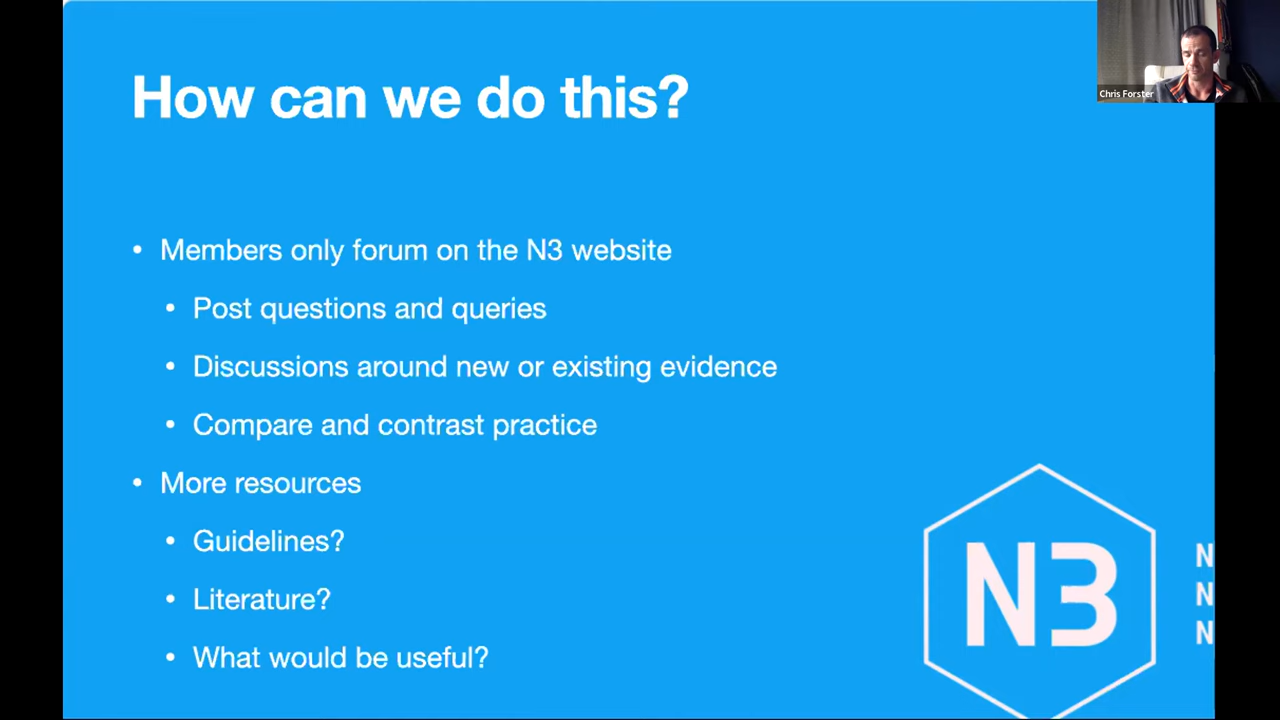 How can we do this?
Chris Forster
• Members only forum on the N3 website
• Post questions and queries
• Discussions around new or existing evidence
• Compare and contrast practice
• More resources
• Guidelines?
• Literature?
• What would be useful?
N3
N
N
N